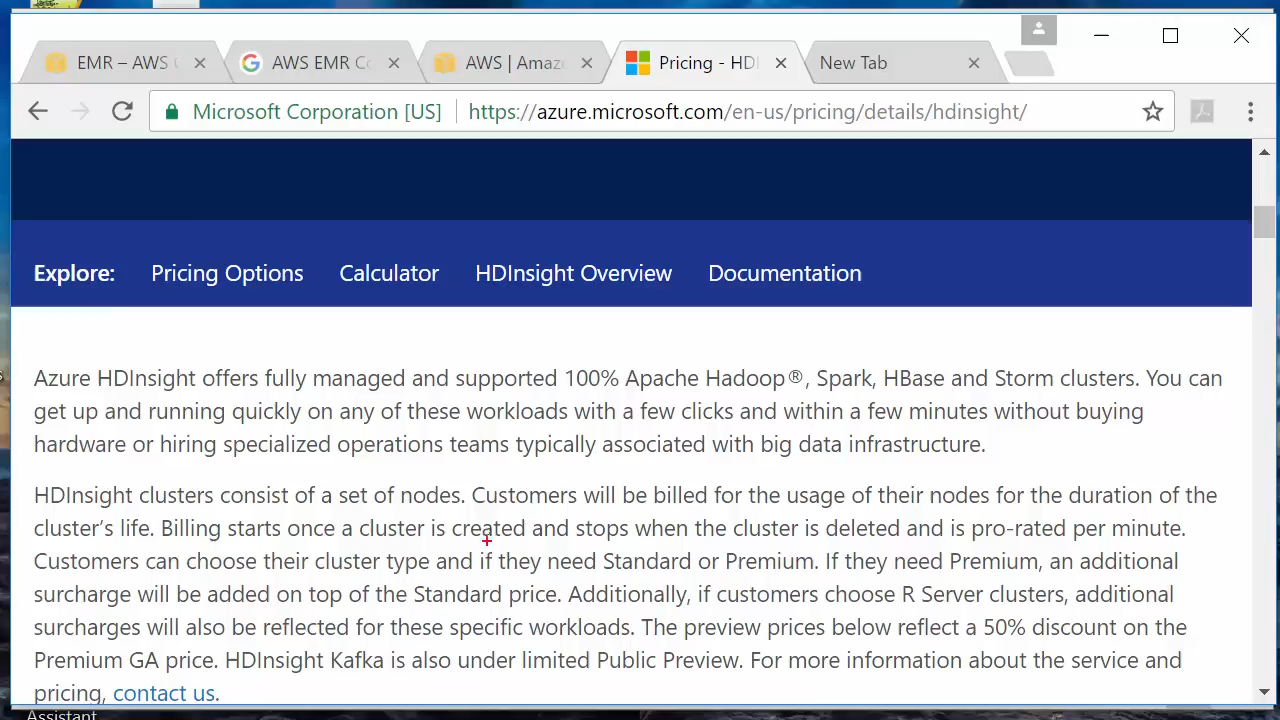 EMR – AWS
AWS EMR Co
AWS | Amaz
Pricing - HDI
New Tab
Microsoft Corporation [US]
https://azure.microsoft.com/en-us/pricing/details/hdinsight/
Explore: Pricing Options Calculator HDInsight Overview Documentation
Azure HDInsight offers fully managed and supported 100% Apache Hadoop®, Spark, HBase and Storm clusters. You can
get up and running quickly on any of these workloads with a few clicks and within a few minutes without buying
hardware or hiring specialized operations teams typically associated with big data infrastructure.
HDInsight clusters consist of a set of nodes. Customers will be billed for the usage of their nodes for the duration of the
cluster's life. Billing starts once a cluster is created and stops when the cluster is deleted and is pro-rated per minute.
Customers can choose their cluster type and if they need Standard or Premium. If they need Premium, an additional
surcharge will be added on top of the Standard price. Additionally, if customers choose R Server clusters, additional
surcharges will also be reflected for these specific workloads. The preview prices below reflect a 50% discount on the
Premium GA price. HDInsight Kafka is also under limited Public Preview. For more information about the service and
pricing, contact us.
Assistant